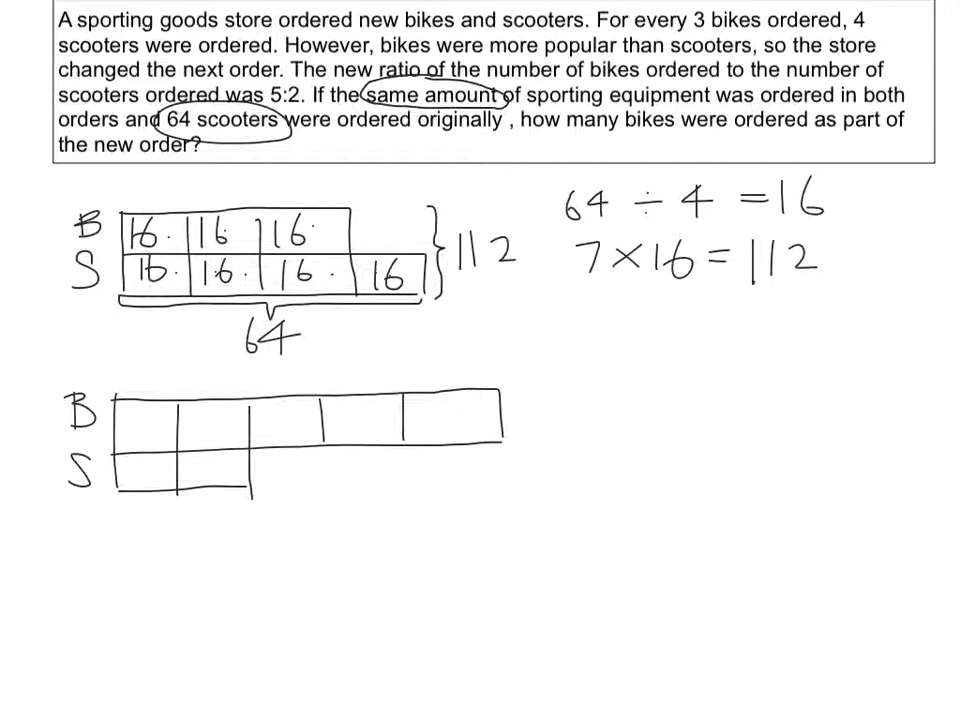 A sporting goods store ordered new bikes and scooters. For every 3 bikes ordered, 4
scooters were ordered. However, bikes were more popular than scooters, so the store
changed the next order. The new ratio of the number of bikes ordered to the number of
scooters ordered was 5:2. If the same amount of sporting equipment was ordered in both
orders and 64 scooters were ordered originally , how many bikes were ordered as part of
the new order?
64 ÷ 4 = 16
B 16 16 16
S 16 16 16 16
112
7 × 16 = 112
64
B
S